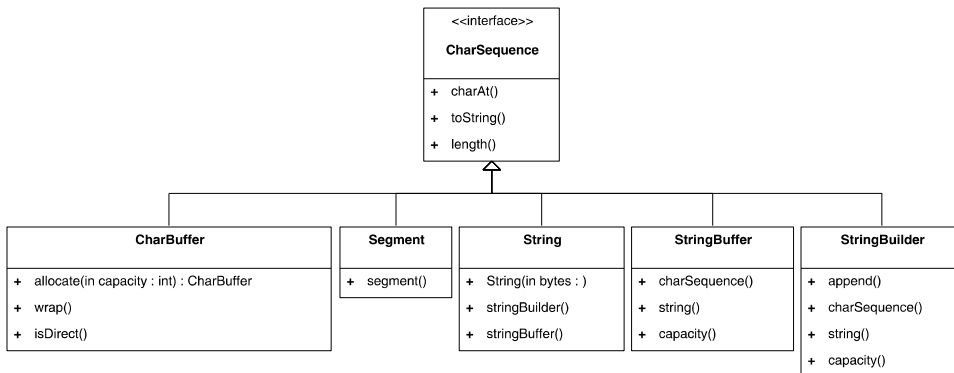 <<interface>>
CharSequence
+ charAt()
+ toString()
+ length()
CharBuffer
+ allocate(in capacity : int) : CharBuffer
+ wrap()
+ isDirect()
Segment
+ segment()
String
+ String(in bytes : )
+ stringBuilder()
+ stringBuffer()
StringBuffer
+ charSequence()
+ string()
+ capacity()
StringBuilder
+ append()
+ charSequence()
+ string()
+ capacity()